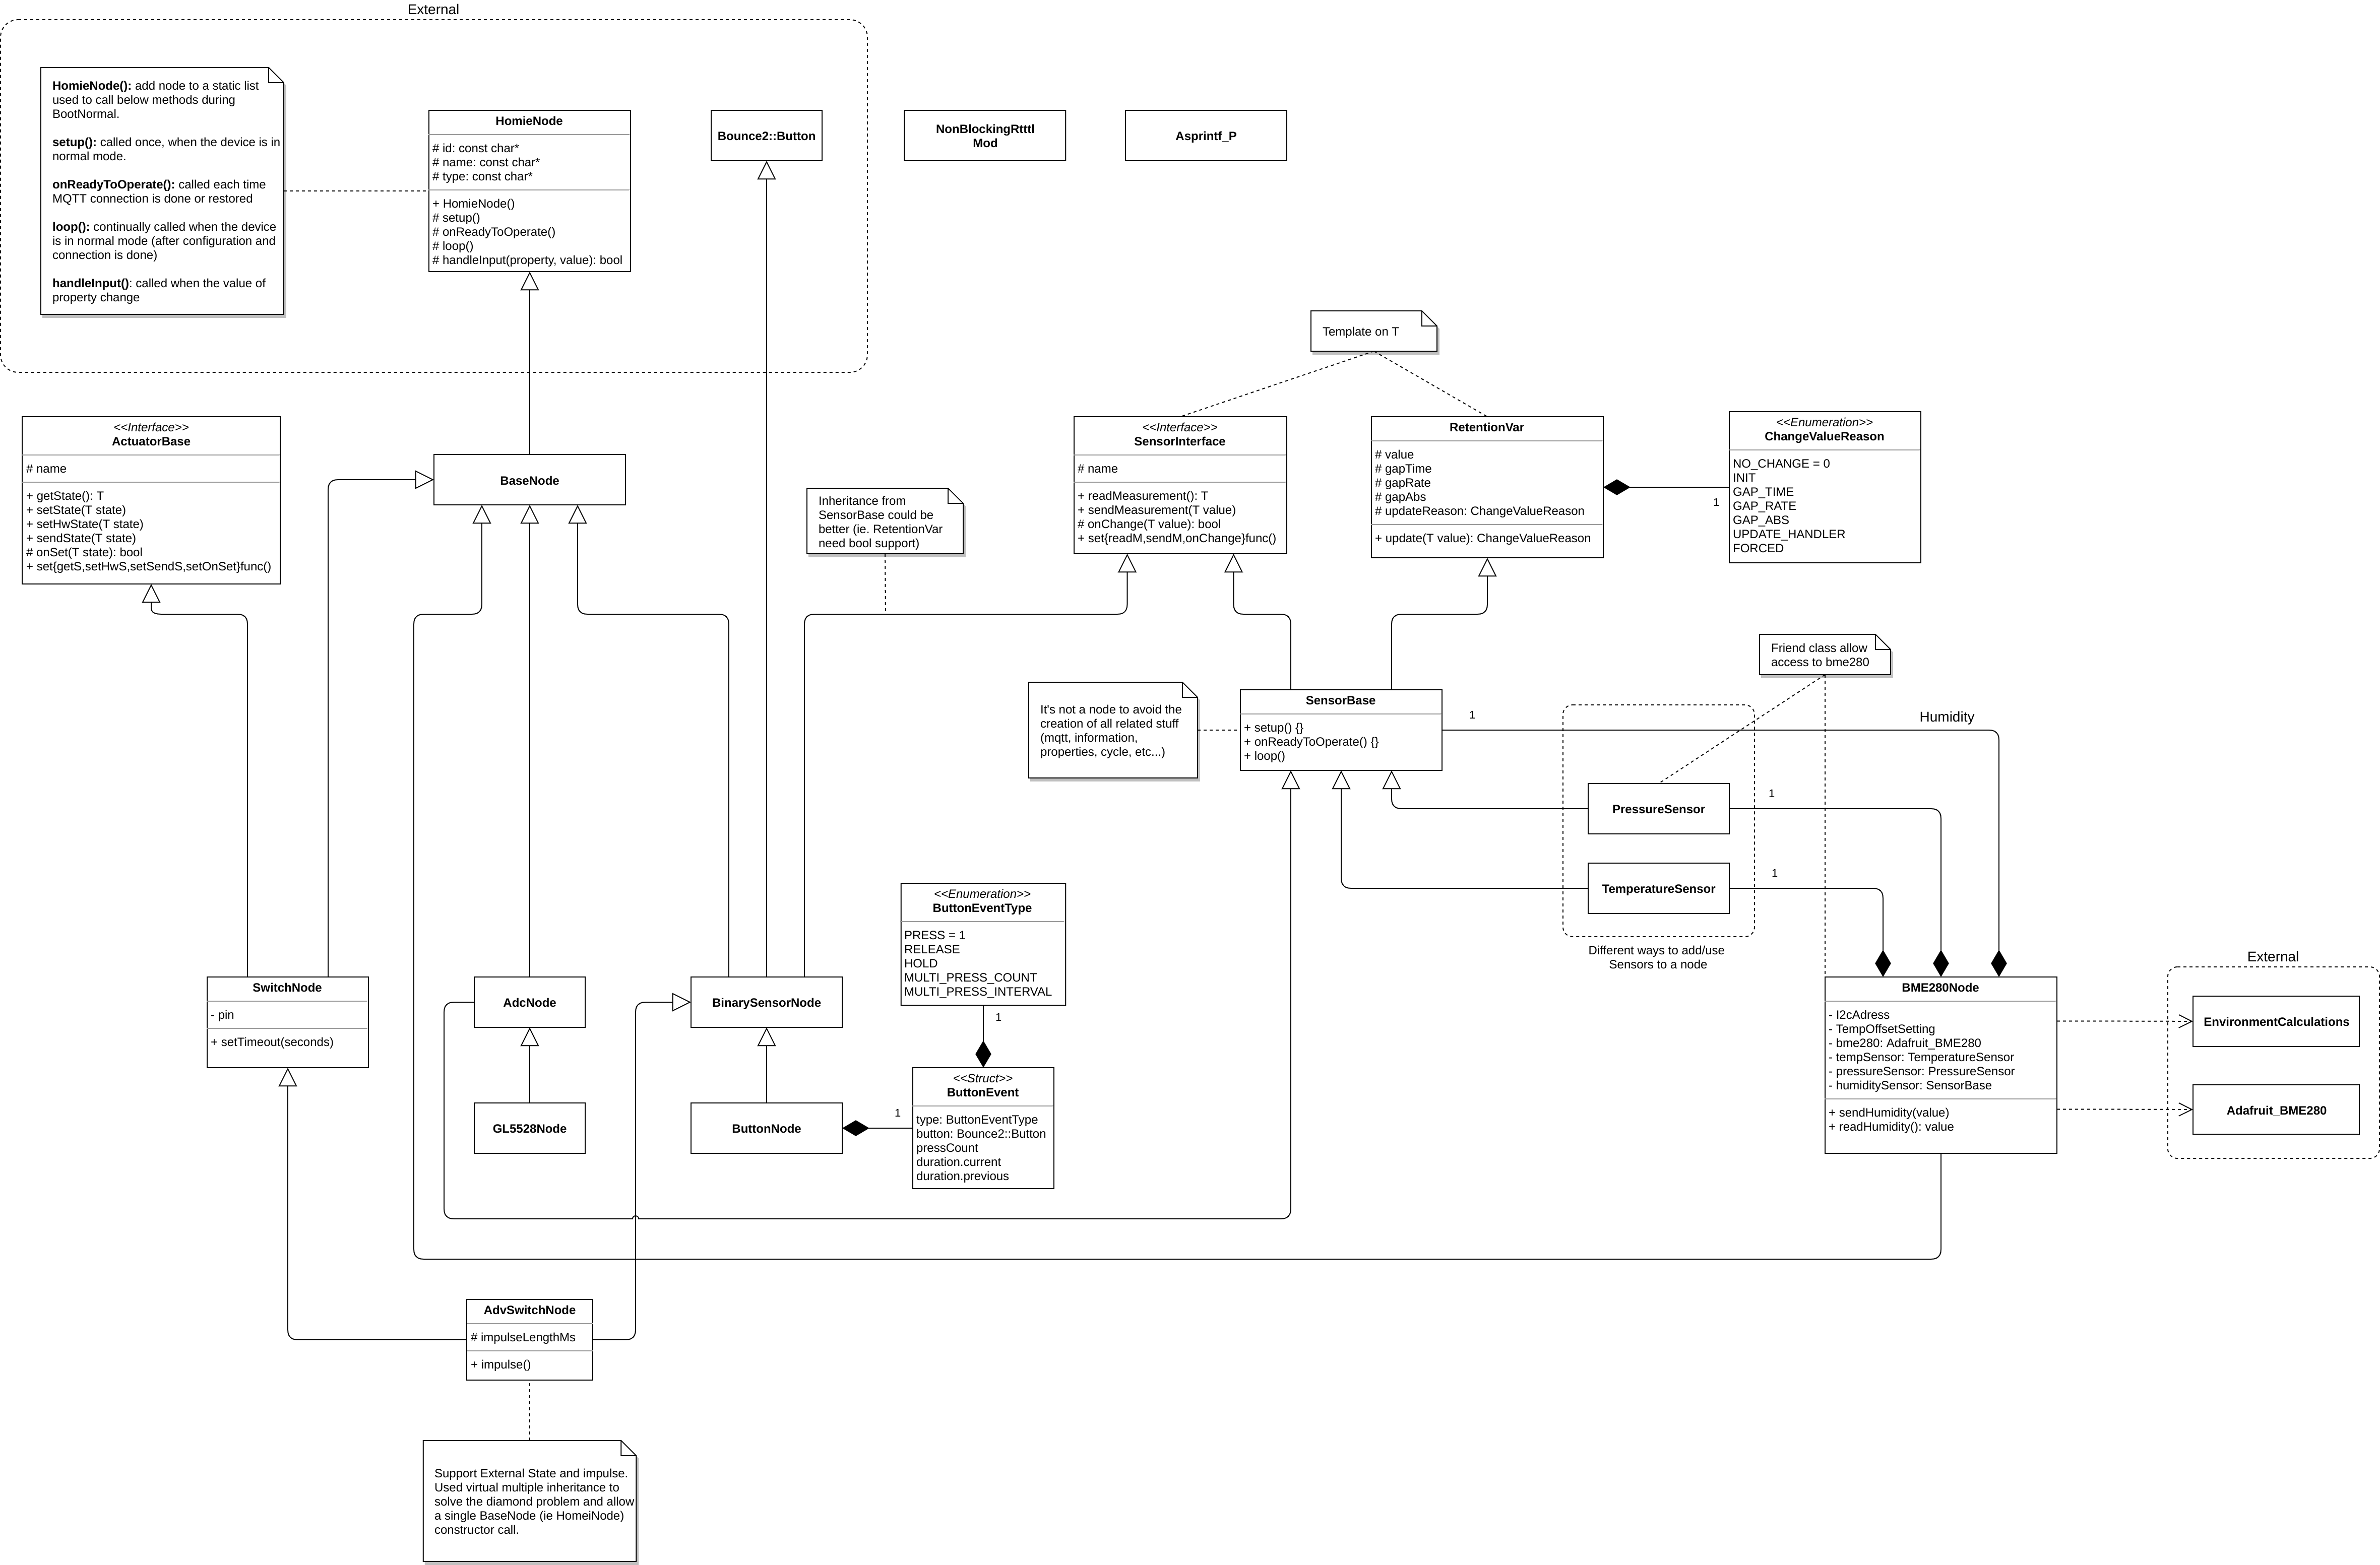 External
HomieNode(): add node to a static list
used to call below methods during
BootNormal.
setup(): called once, when the device is in
normal mode.
onReadyToOperate(): called each time
MQTT connection is done or restored
loop(): continually called when the device
is in normal mode (after configuration and
connection is done)
handleInput(): called when the value of
property change
HomieNode
# id: const char*
# name: const char*
# type: const char*
+ HomieNode()
# setup()
# onReadyToOperate()
# loop()
# handleInput(property, value): bool
Bounce2::Button
NonBlockingRtttl
Mod
Asprintf_P
Template on T
<<Interface>>
ActuatorBase
# name
+ getState(): T
+ setState(T state)
+ setHwState(T state)
+ sendState(T state)
# onSet(T state): bool
+ set{getS,setHwS,setSendS,setOnSet}func()
BaseNode
Inheritance from
SensorBase could be
better (ie. RetentionVar
need bool support)
<<Interface>>
SensorInterface
# name
+ readMeasurement(): T
+ sendMeasurement(T value)
# onChange(T value): bool
+ set{readM,sendM,onChange}func()
RetentionVar
# value
# gapTime
# gapRate
# gapAbs
# updateReason: ChangeValueReason
+ update(T value): ChangeValueReason
1
<<Enumeration>>
ChangeValueReason
NO_CHANGE = 0
INIT
GAP_TIME
GAP_RATE
GAP_ABS
UPDATE_HANDLER
FORCED
Friend class allow
access to bme280
It's not a node to avoid the
creation of all related stuff
(mqtt, information,
properties, cycle, etc...)
SensorBase
+ setup() {}
+ onReadyToOperate() {}
+ loop()
1
Humidity
PressureSensor
1
TemperatureSensor
1
Different ways to add/use
Sensors to a node
<<Enumeration>>
ButtonEventType
PRESS = 1
RELEASE
HOLD
MULTI_PRESS_COUNT
MULTI_PRESS_INTERVAL
1
SwitchNode
- pin
+ setTimeout(seconds)
AdcNode
BinarySensorNode
GL5528Node
ButtonNode
1
<<Struct>>
ButtonEvent
type: ButtonEventType
button: Bounce2::Button
pressCount
duration.current
duration.previous
BME280Node
- I2cAdress
- TempOffsetSetting
- bme280: Adafruit_BME280
- tempSensor: TemperatureSensor
- pressureSensor: PressureSensor
- humiditySensor: SensorBase
+ sendHumidity(value)
+ readHumidity(): value
External
EnvironmentCalculations
Adafruit_BME280
AdvSwitchNode
# impulseLengthMs
+ impulse()
Support External State and impulse.
Used virtual multiple inheritance to
solve the diamond problem and allow
a single BaseNode (ie HomeiNode)
constructor call.